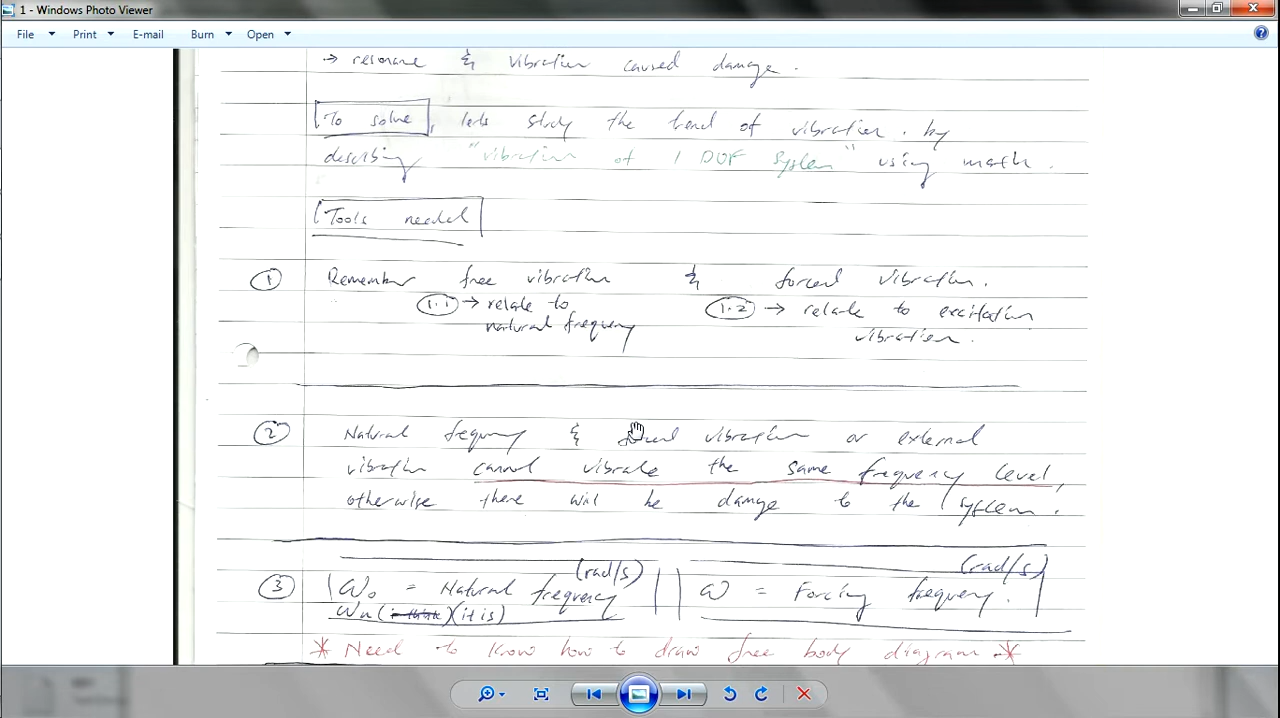 1 - Windows Photo Viewer
File Print E-mail Burn Open
→ resonance & vibration caused damage.
To solve, lets study the trend of vibration. by
describing "vibration of 1 DOF system" using math.
Tools needed
① Remember free vibration & forced vibration.
1.1 → relate to 1.2 → relate to excitation
natural frequency vibration.
② Natural frequency & forced vibration or external
vibration cannot vibrate the same frequency level,
otherwise there will be damage to the system.
(rad/s) (rad/s)
③ ω₀ = Natural frequency ω = Forcing frequency.
ωn (i think) (it is)
* Need to know how to draw free body diagram *